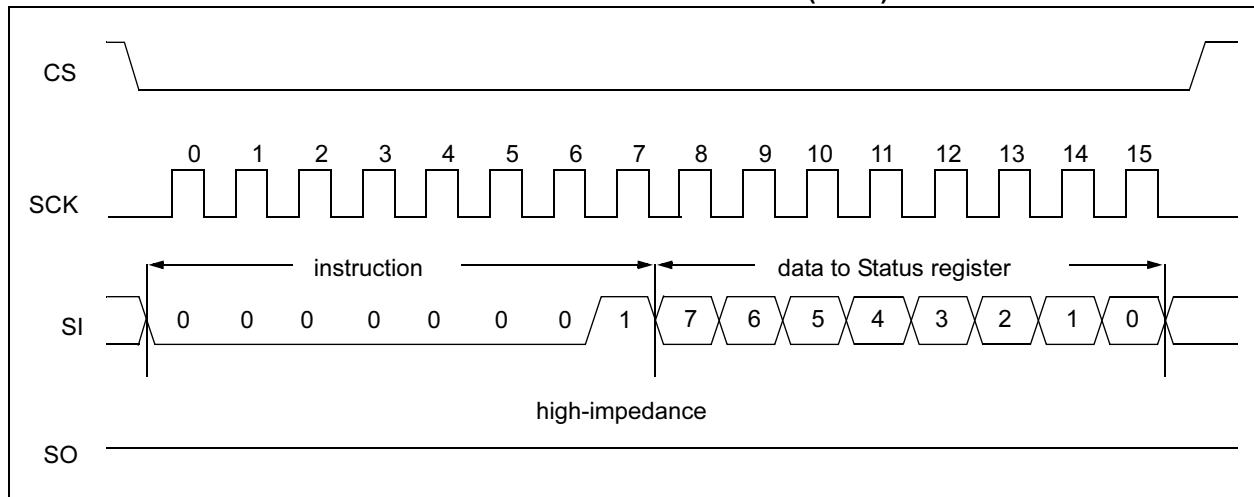 CS
0 1 2 3 4 5 6 7 8 9 10 11 12 13 14 15
SCK
instruction data to Status register
SI 0 0 0 0 0 0 0 1 7 6 5 4 3 2 1 0
high-impedance
SO